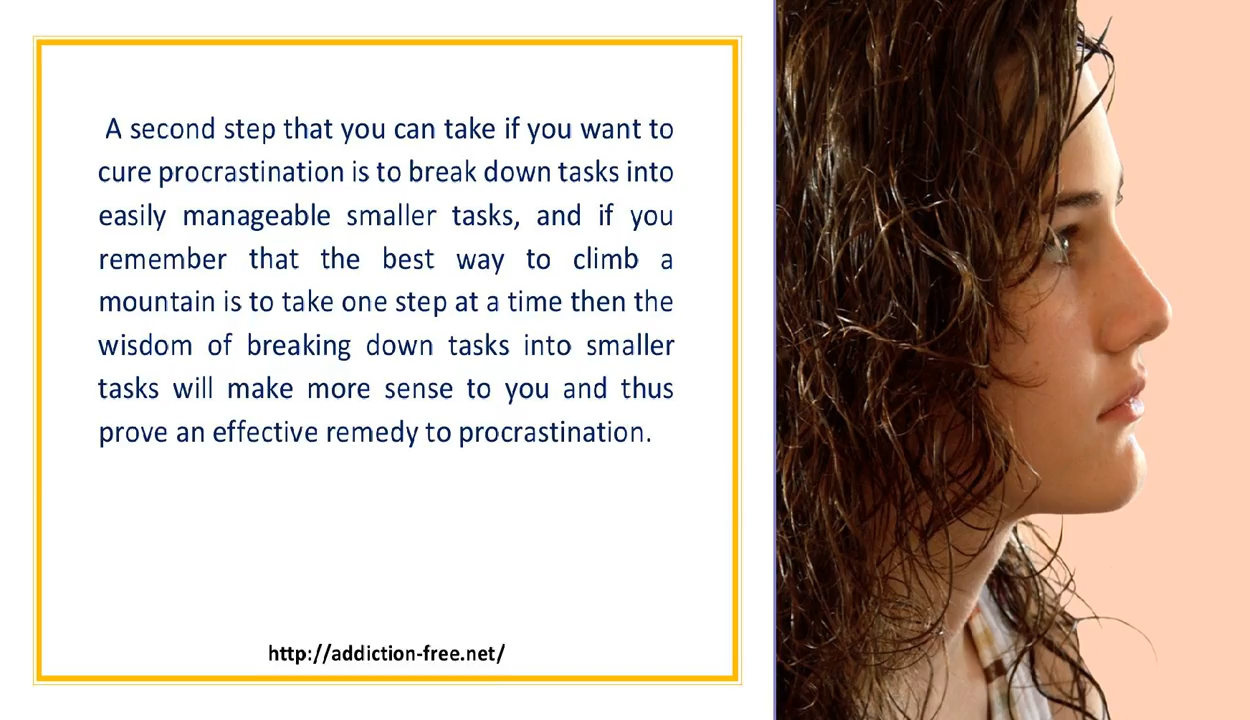 A second step that you can take if you want to
cure procrastination is to break down tasks into
easily manageable smaller tasks, and if you
remember that the best way to climb a
mountain is to take one step at a time then the
wisdom of breaking down tasks into smaller
tasks will make more sense to you and thus
prove an effective remedy to procrastination.
http://addiction-free.net/